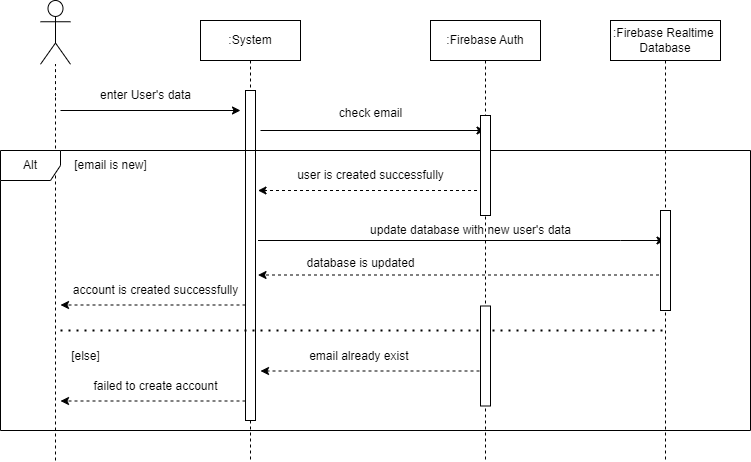 :System
:Firebase Auth
:Firebase Realtime
Database
enter User's data
check email
Alt
[email is new]
user is created successfully
update database with new user's data
database is updated
account is created successfully
[else]
email already exist
failed to create account